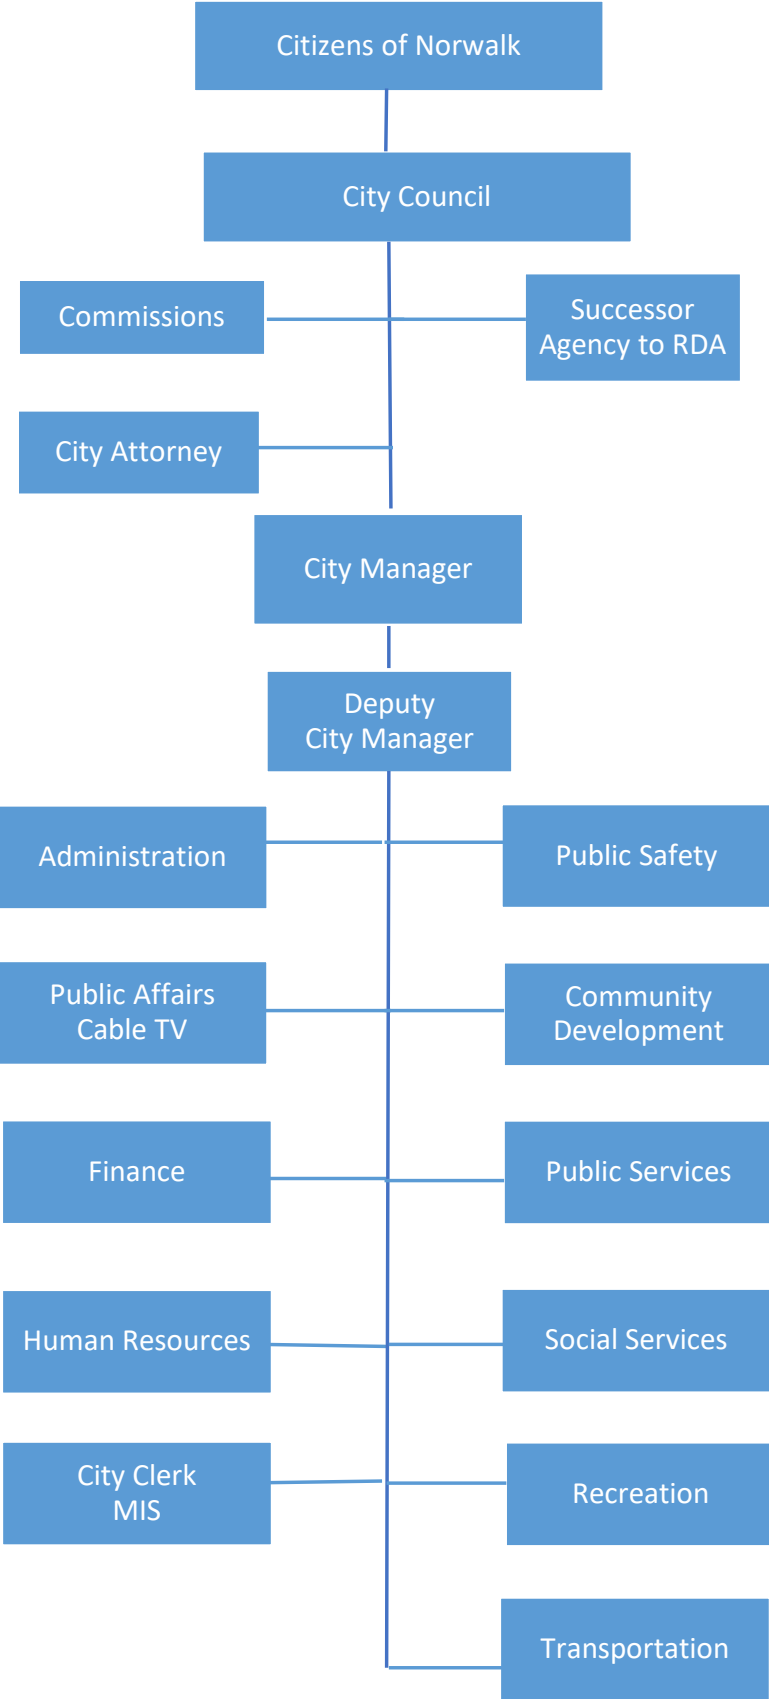 Citizens of Norwalk
City Council
Commissions
Successor
Agency to RDA
City Attorney
City Manager
Deputy
City Manager
Administration
Public Safety
Public Affairs
Cable TV
Community
Development
Finance
Public Services
Human Resources
Social Services
City Clerk
MIS
Recreation
Transportation